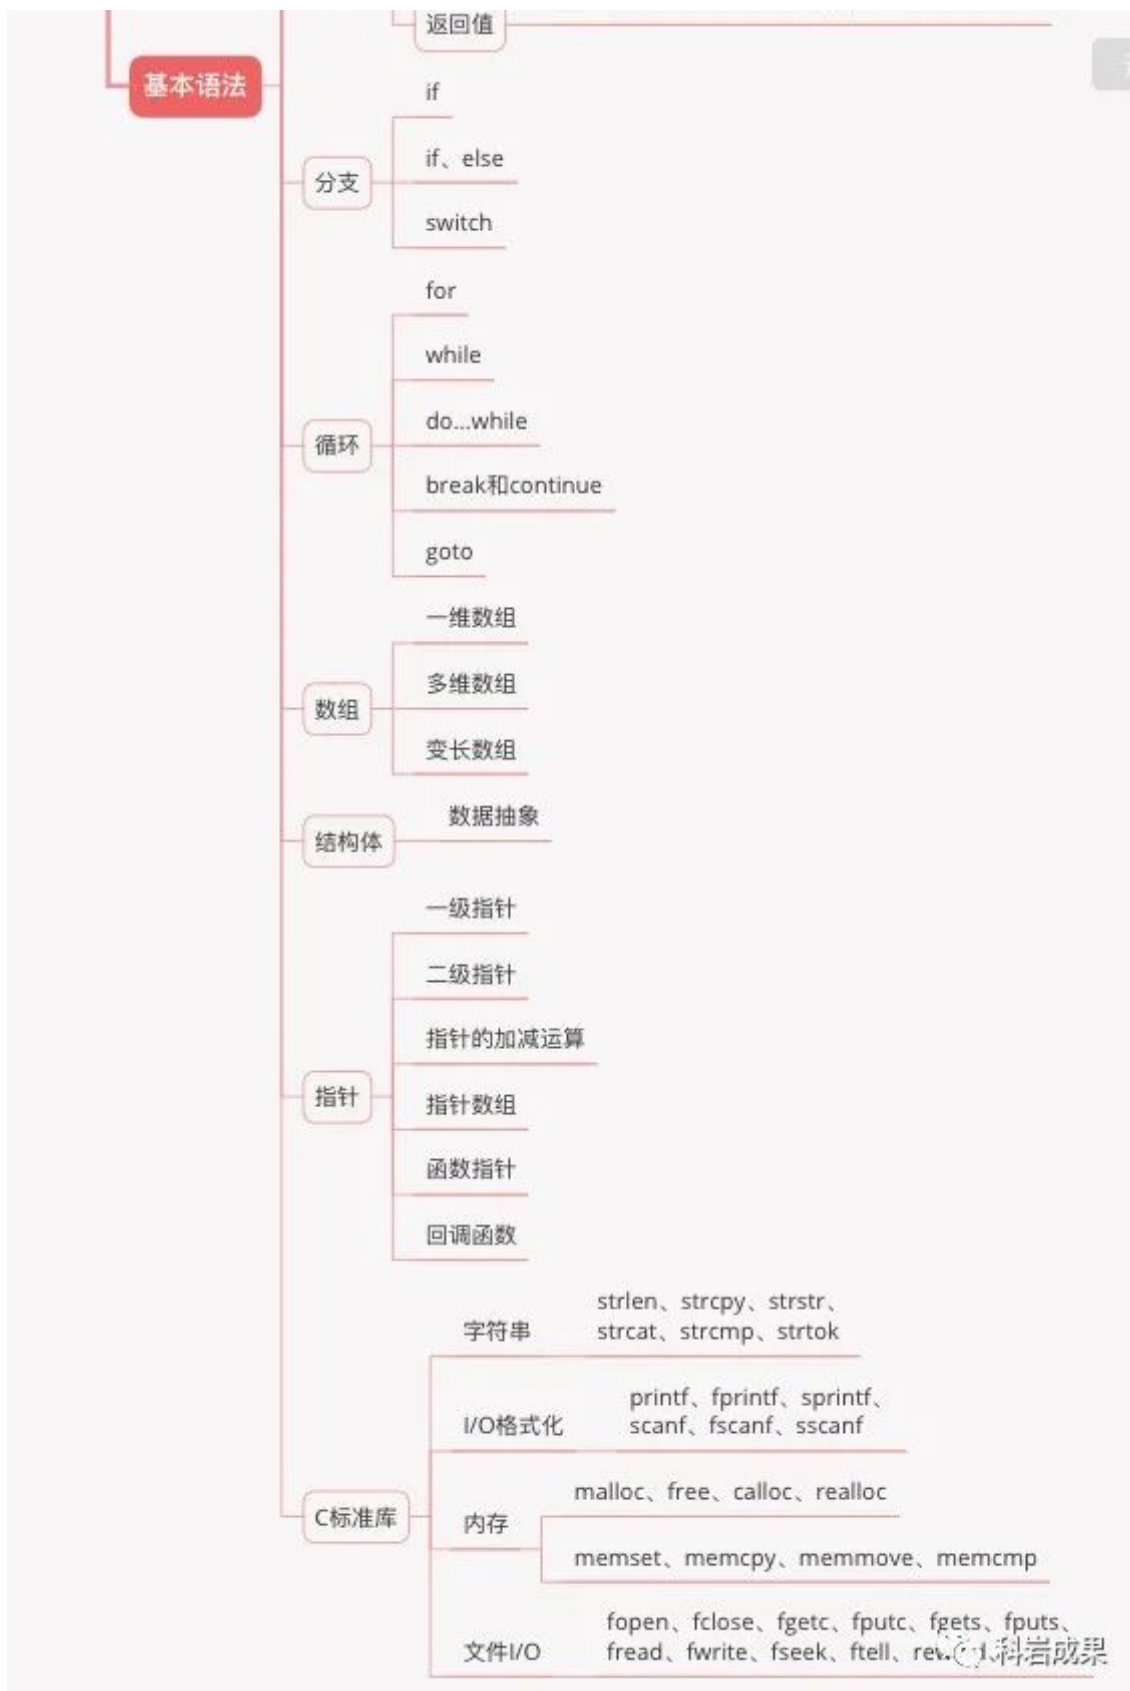 返回值
基本语法
if
分支
if、else
switch
for
while
循环
do...while
break和continue
goto
一维数组
数组
多维数组
变长数组
结构体
数据抽象
一级指针
二级指针
指针的加减运算
指针
指针数组
函数指针
回调函数
字符串
strlen、strcpy、strstr、
strcat、strcmp、strtok
I/O格式化
printf、fprintf、sprintf、
scanf、fscanf、sscanf
C标准库
内存
malloc、free、calloc、realloc
memset、memcpy、memmove、memcmp
文件I/O
fopen、fclose、fgetc、fputc、fgets、fputs、
fread、fwrite、fseek、ftell、
科岩成果